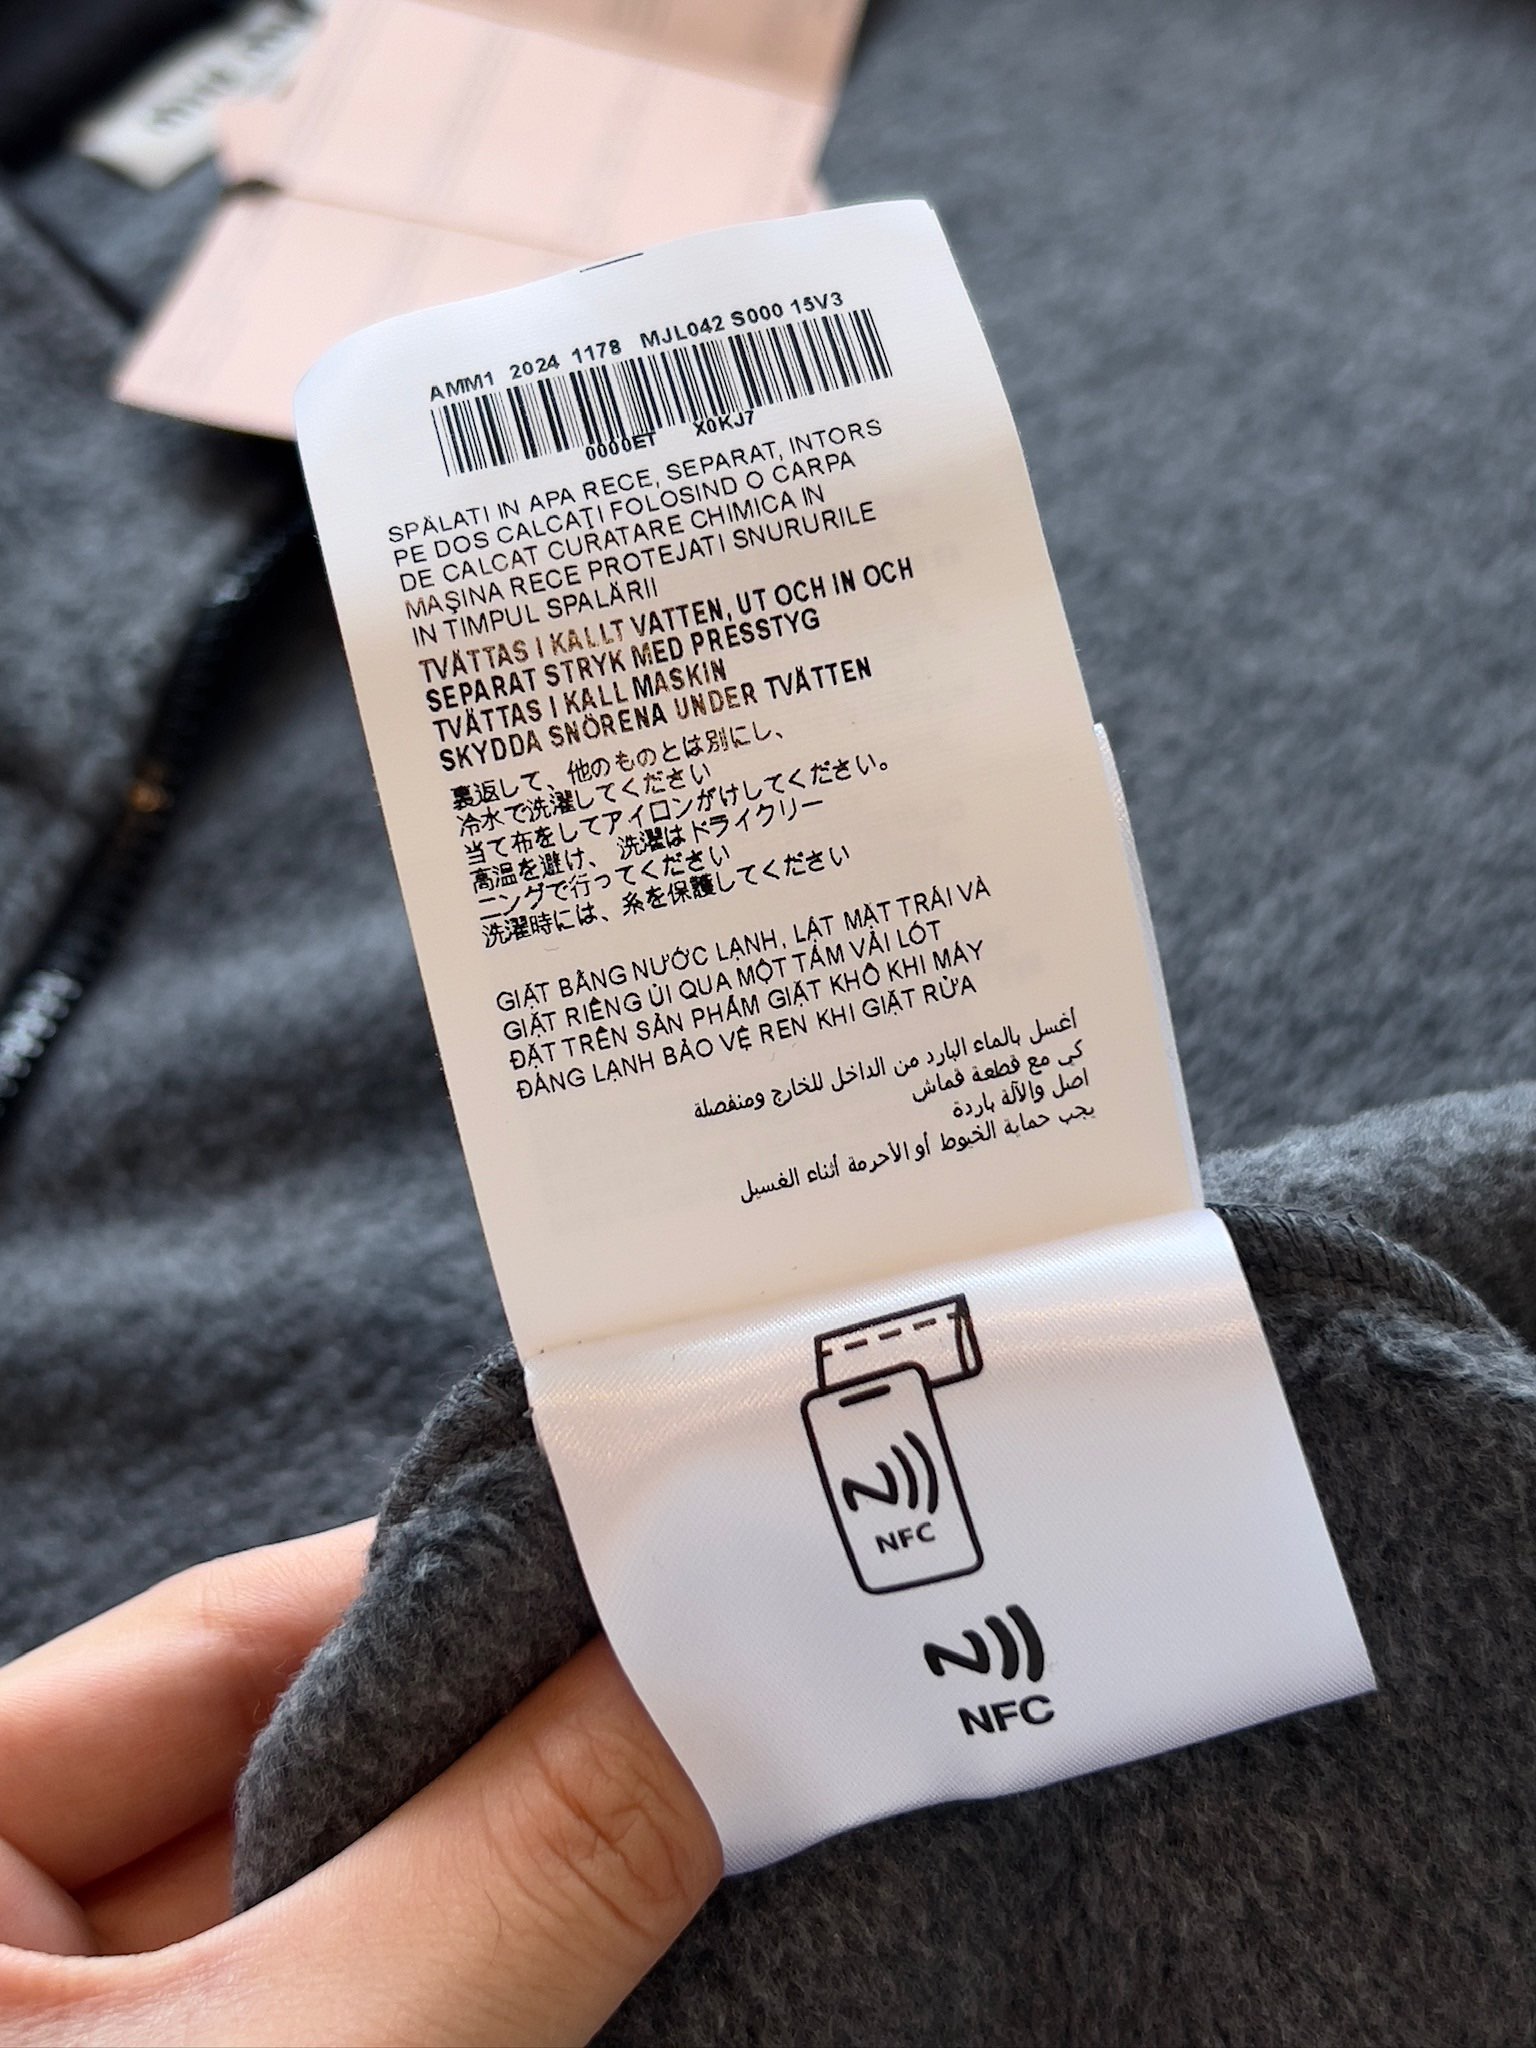 miu miu
AMM1 2024 1178 MJL042 S000 15V3
0000ET X0KJ7
SPĂLATI IN APA RECE, SEPARAT, INTORS
PE DOS CALCAŢI FOLOSIND O CARPA
DE CALCAT CURATARE CHIMICA IN
MAŞINA RECE PROTEJATI SNURURILE
IN TIMPUL SPALĂRII
TVÄTTAS I KALLT VATTEN, UT OCH IN OCH
SEPARAT STRYK MED PRESSTYG
TVÄTTAS I KALL MASKIN
SKYDDA SNÖRENA UNDER TVÄTTEN
裏返して、他のものとは別にし、
冷水で洗濯してください
当て布をしてアイロンがけしてください。
高温を避け、洗濯はドライクリー
ニングで行ってください
洗濯時には、糸を保護してください
GIẶT BẰNG NƯỚC LẠNH, LẬT MẶT TRÁI VÀ
GIẶT RIÊNG ỦI QUA MỘT TẤM VẢI LÓT
ĐẶT TRÊN SẢN PHẨM GIẶT KHÔ KHI MÁY
ĐANG LẠNH BẢO VỆ REN KHI GIẶT RỬA
أغسل بالماء البارد من الداخل للخارج ومنفصلة
كي مع قطعة قماش
اصل والآلة باردة
يجب حماية الخيوط أو الأحرمة أثناء الغسيل
NFC
NFC